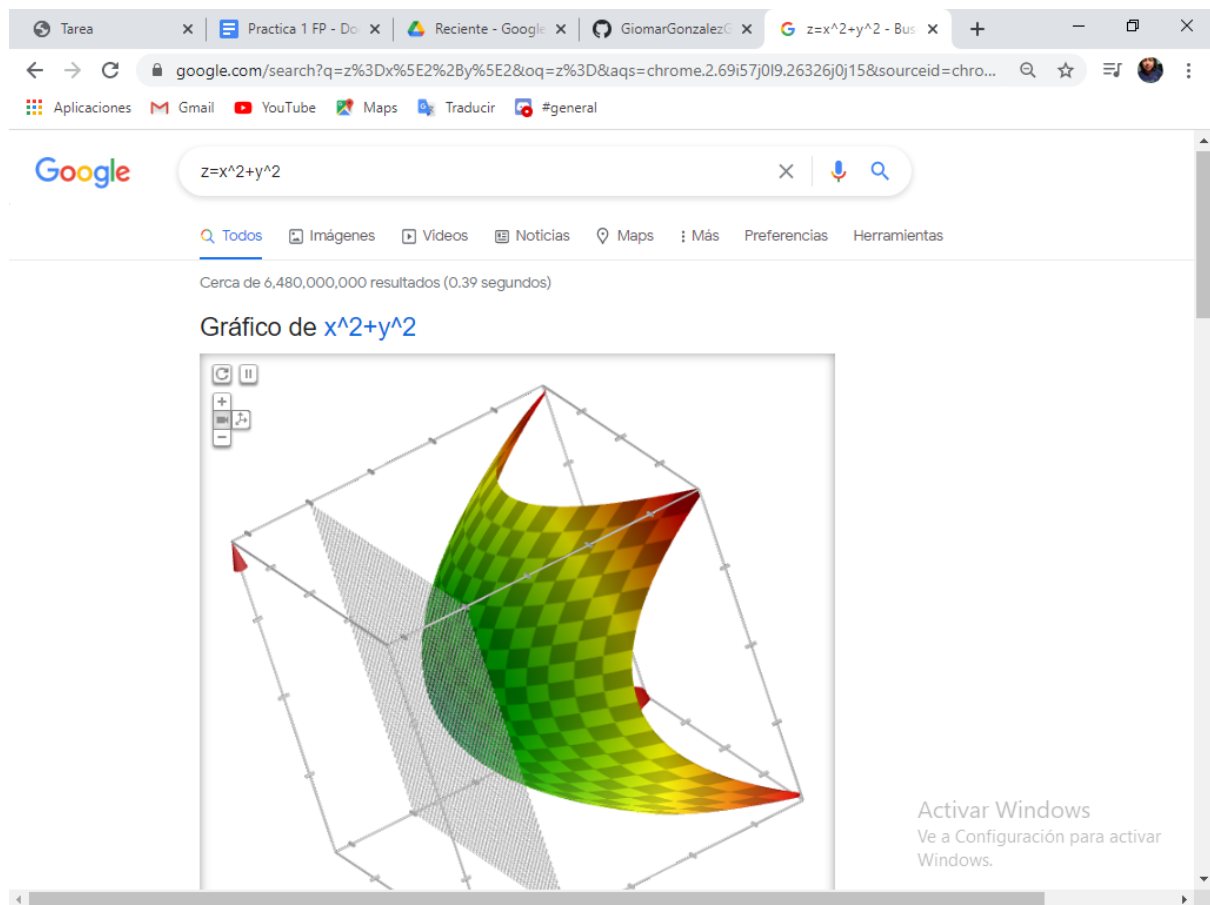 Tarea
Practica 1 FP - Do
Reciente - Google
GiomarGonzalezG
z=x^2+y^2 - Bus
google.com/search?q=z%3Dx%5E2%2By%5E2&oq=z%3D&aqs=chrome.2.69i57j0l9.26326j0j15&sourceid=chro...
Aplicaciones Gmail YouTube Maps Traducir #general
Google
z=x^2+y^2
Todos Imágenes Videos Noticias Maps Más Preferencias Herramientas
Cerca de 6,480,000,000 resultados (0.39 segundos)
Gráfico de x^2+y^2
Activar Windows
Ve a Configuración para activar
Windows.